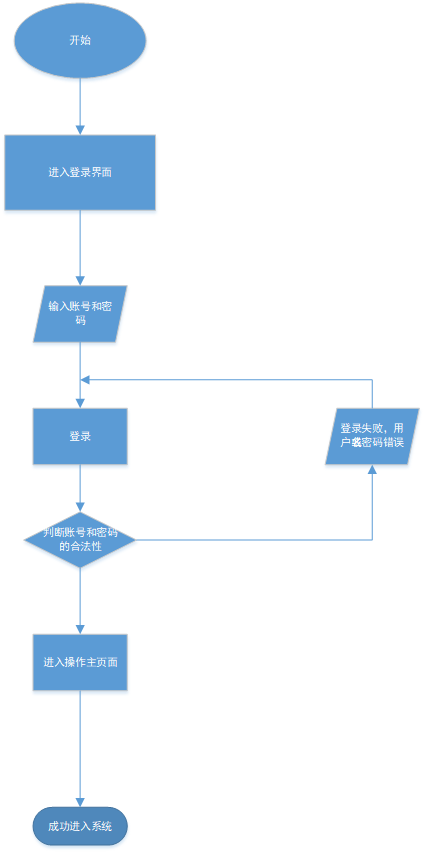 开始
进入登录界面
输入账号和密
码
登录
登录失败，用
户或密码错误
判断账号和密码
的合法性
进入操作主页面
成功进入系统